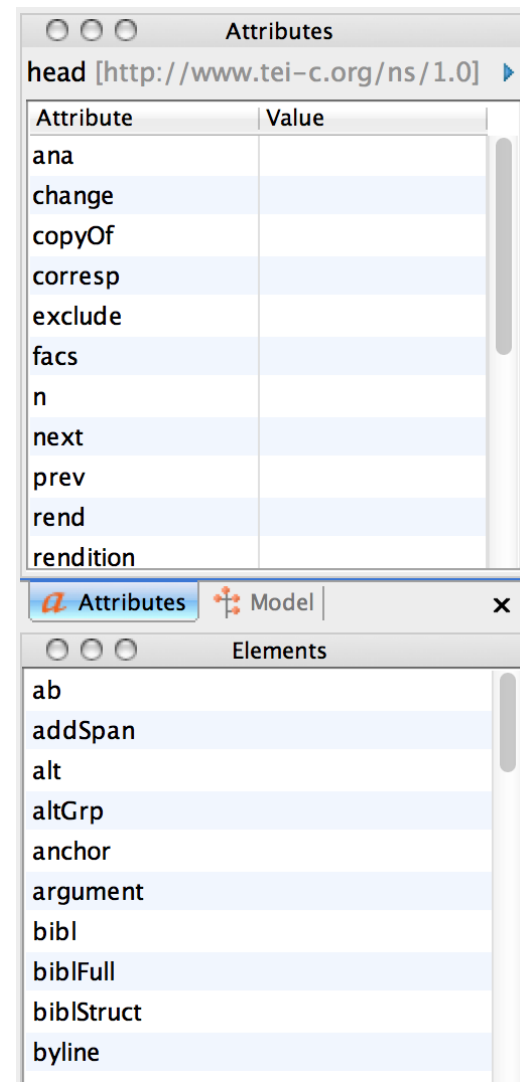 Attributes
head [http://www.tei-c.org/ns/1.0]
Attribute Value
ana
change
copyOf
corresp
exclude
facs
n
next
prev
rend
rendition
a Attributes Model
Elements
ab
addSpan
alt
altGrp
anchor
argument
bibl
biblFull
biblStruct
byline